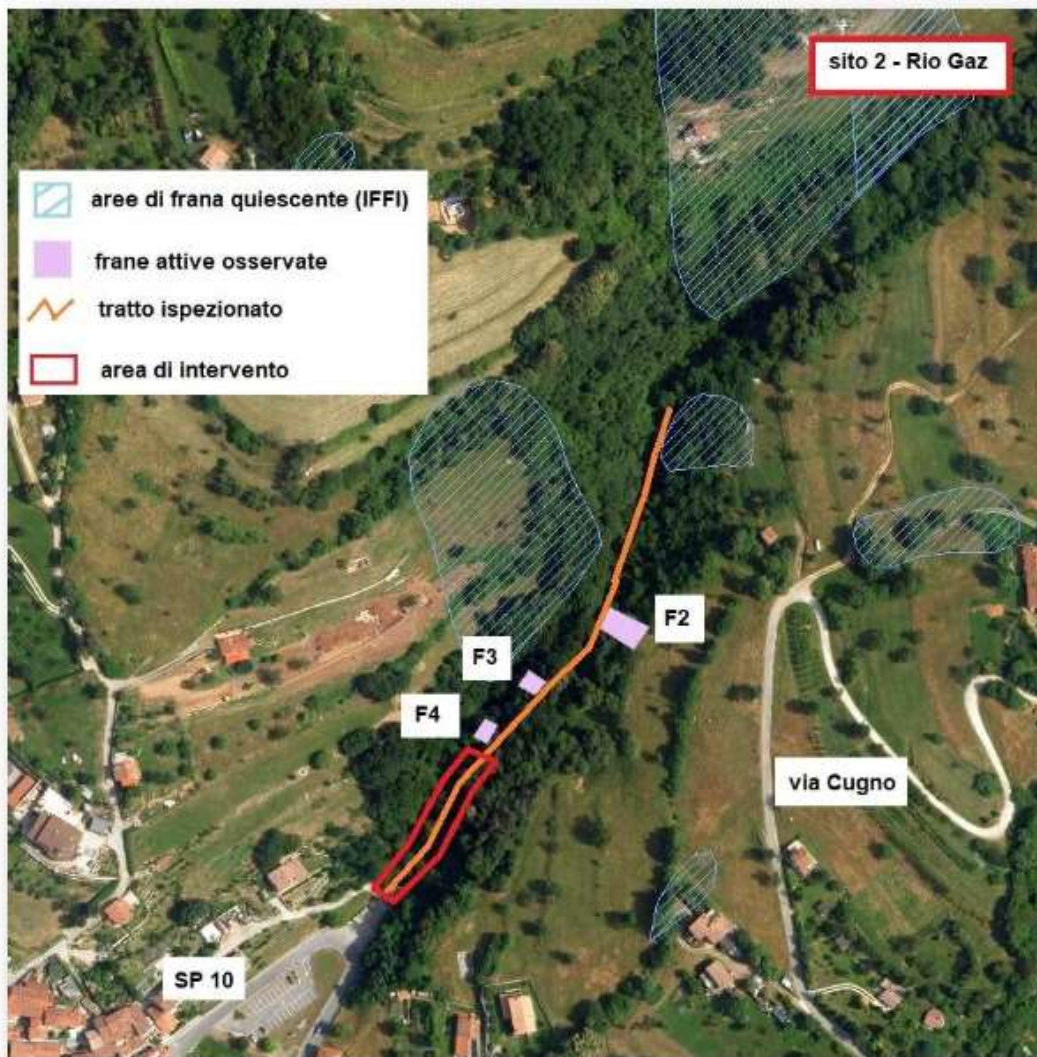 sito 2 - Rio Gaz
aree di frana quiescente (IFFI)
frane attive osservate
tratto ispezionato
area di intervento
F2
F3
F4
via Cugno
SP 10